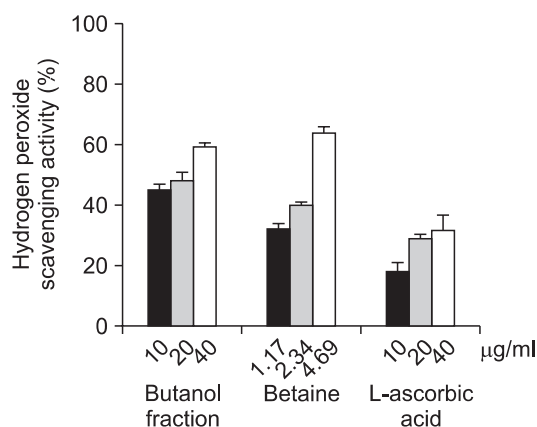 Hydrogen peroxide
scavenging activity (%)
100
80
60
40
20
0
10 20 40 1.17 2.34 4.69 10 20 40 µg/ml
Butanol fraction
Betaine
L-ascorbic acid